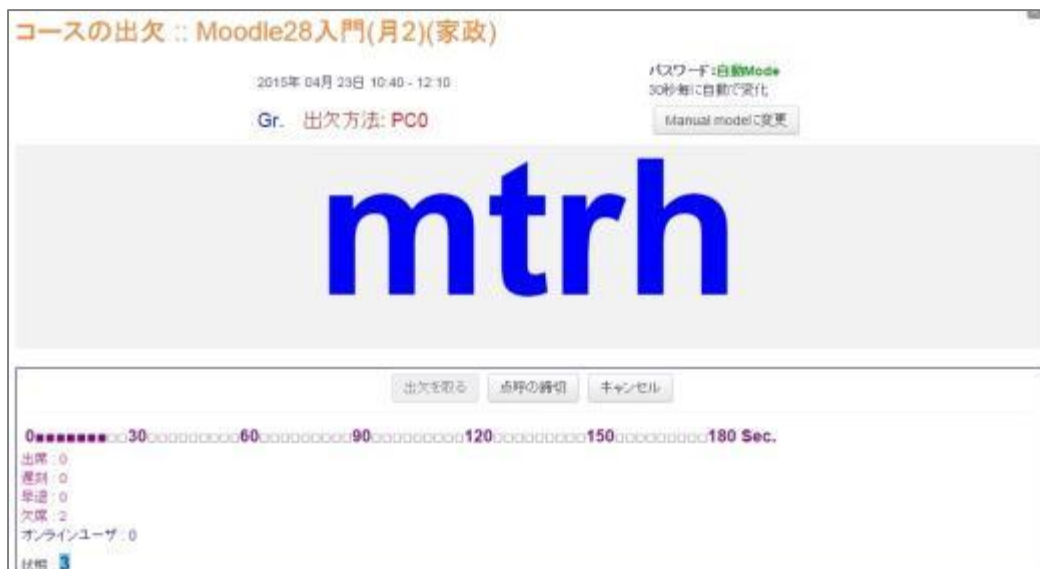 コースの出欠 :: Moodle28入門(月2)(家政)
パスワード:自動Mode
2015年 04月 23日 10:40 - 12:10
30秒毎に自動で変化
Gr. 出欠方法: PC0
Manual modeに変更
mtrh
出欠を取る 点呼の締切 キャンセル
0■■■■■■■□□30□□□□□□□□□60□□□□□□□□□90□□□□□□□□□120□□□□□□□□□150□□□□□□□□□180 Sec.
出席 : 0
遅刻 : 0
早退 : 0
欠席 : 2
オンラインユーザ : 0
状態 : 3